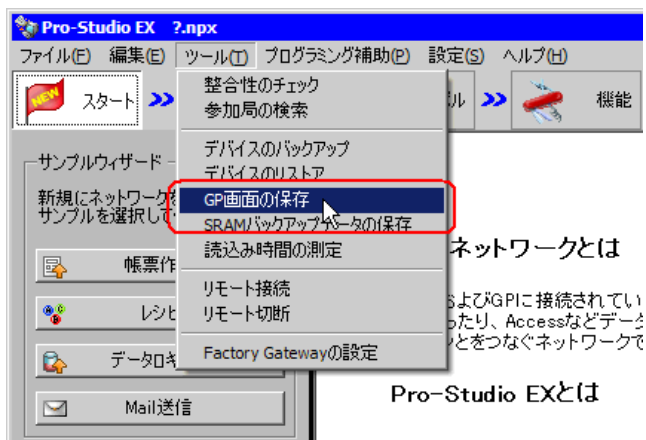 Pro-Studio EX ?.npx
ファイル(F) 編集(E) ツール(T) プログラミング補助(P) 設定(S) ヘルプ(H)
NEW スタート ル 機能
整合性のチェック
参加局の検索
デバイスのバックアップ
デバイスのリストア
GP画面の保存
SRAMバックアップデータの保存
読込み時間の測定
リモート接続
リモート切断
Factory Gatewayの設定
サンプルウィザード
新規にネットワークを
サンプルを選択して
帳票作
レシピ
データロキ
Mail送信
ネットワークとは
およびGPに接続されてい
ったり、Accessなどデータ
とをつなぐネットワークで
Pro-Studio EXとは